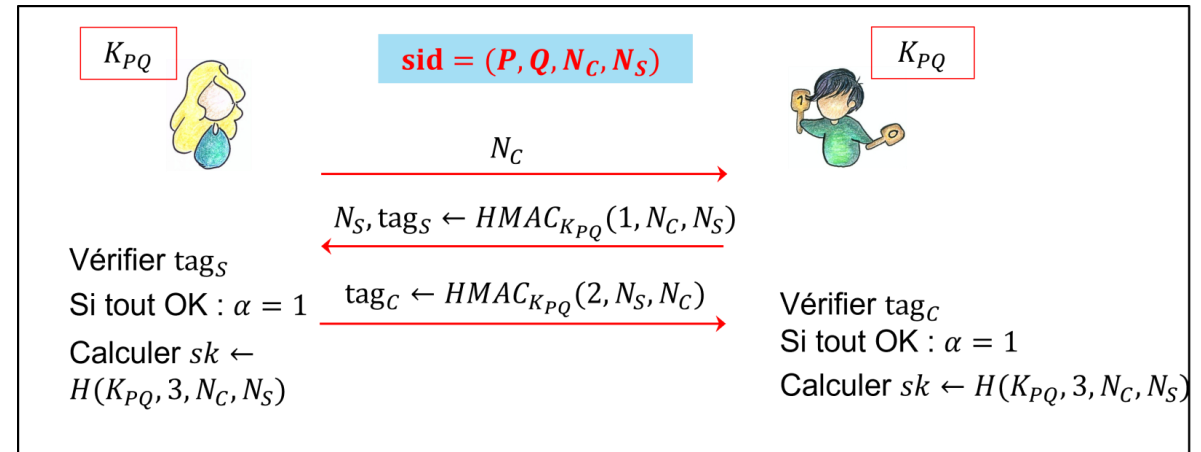 K_{PQ}
sid = (P, Q, N_C, N_S)
K_{PQ}
N_C
N_S, tag_S ← HMAC_{K_{PQ}}(1, N_C, N_S)
Vérifier tag_S
Si tout OK : α = 1
Calculer sk ←
H(K_{PQ}, 3, N_C, N_S)
tag_C ← HMAC_{K_{PQ}}(2, N_S, N_C)
Vérifier tag_C
Si tout OK : α = 1
Calculer sk ← H(K_{PQ}, 3, N_C, N_S)